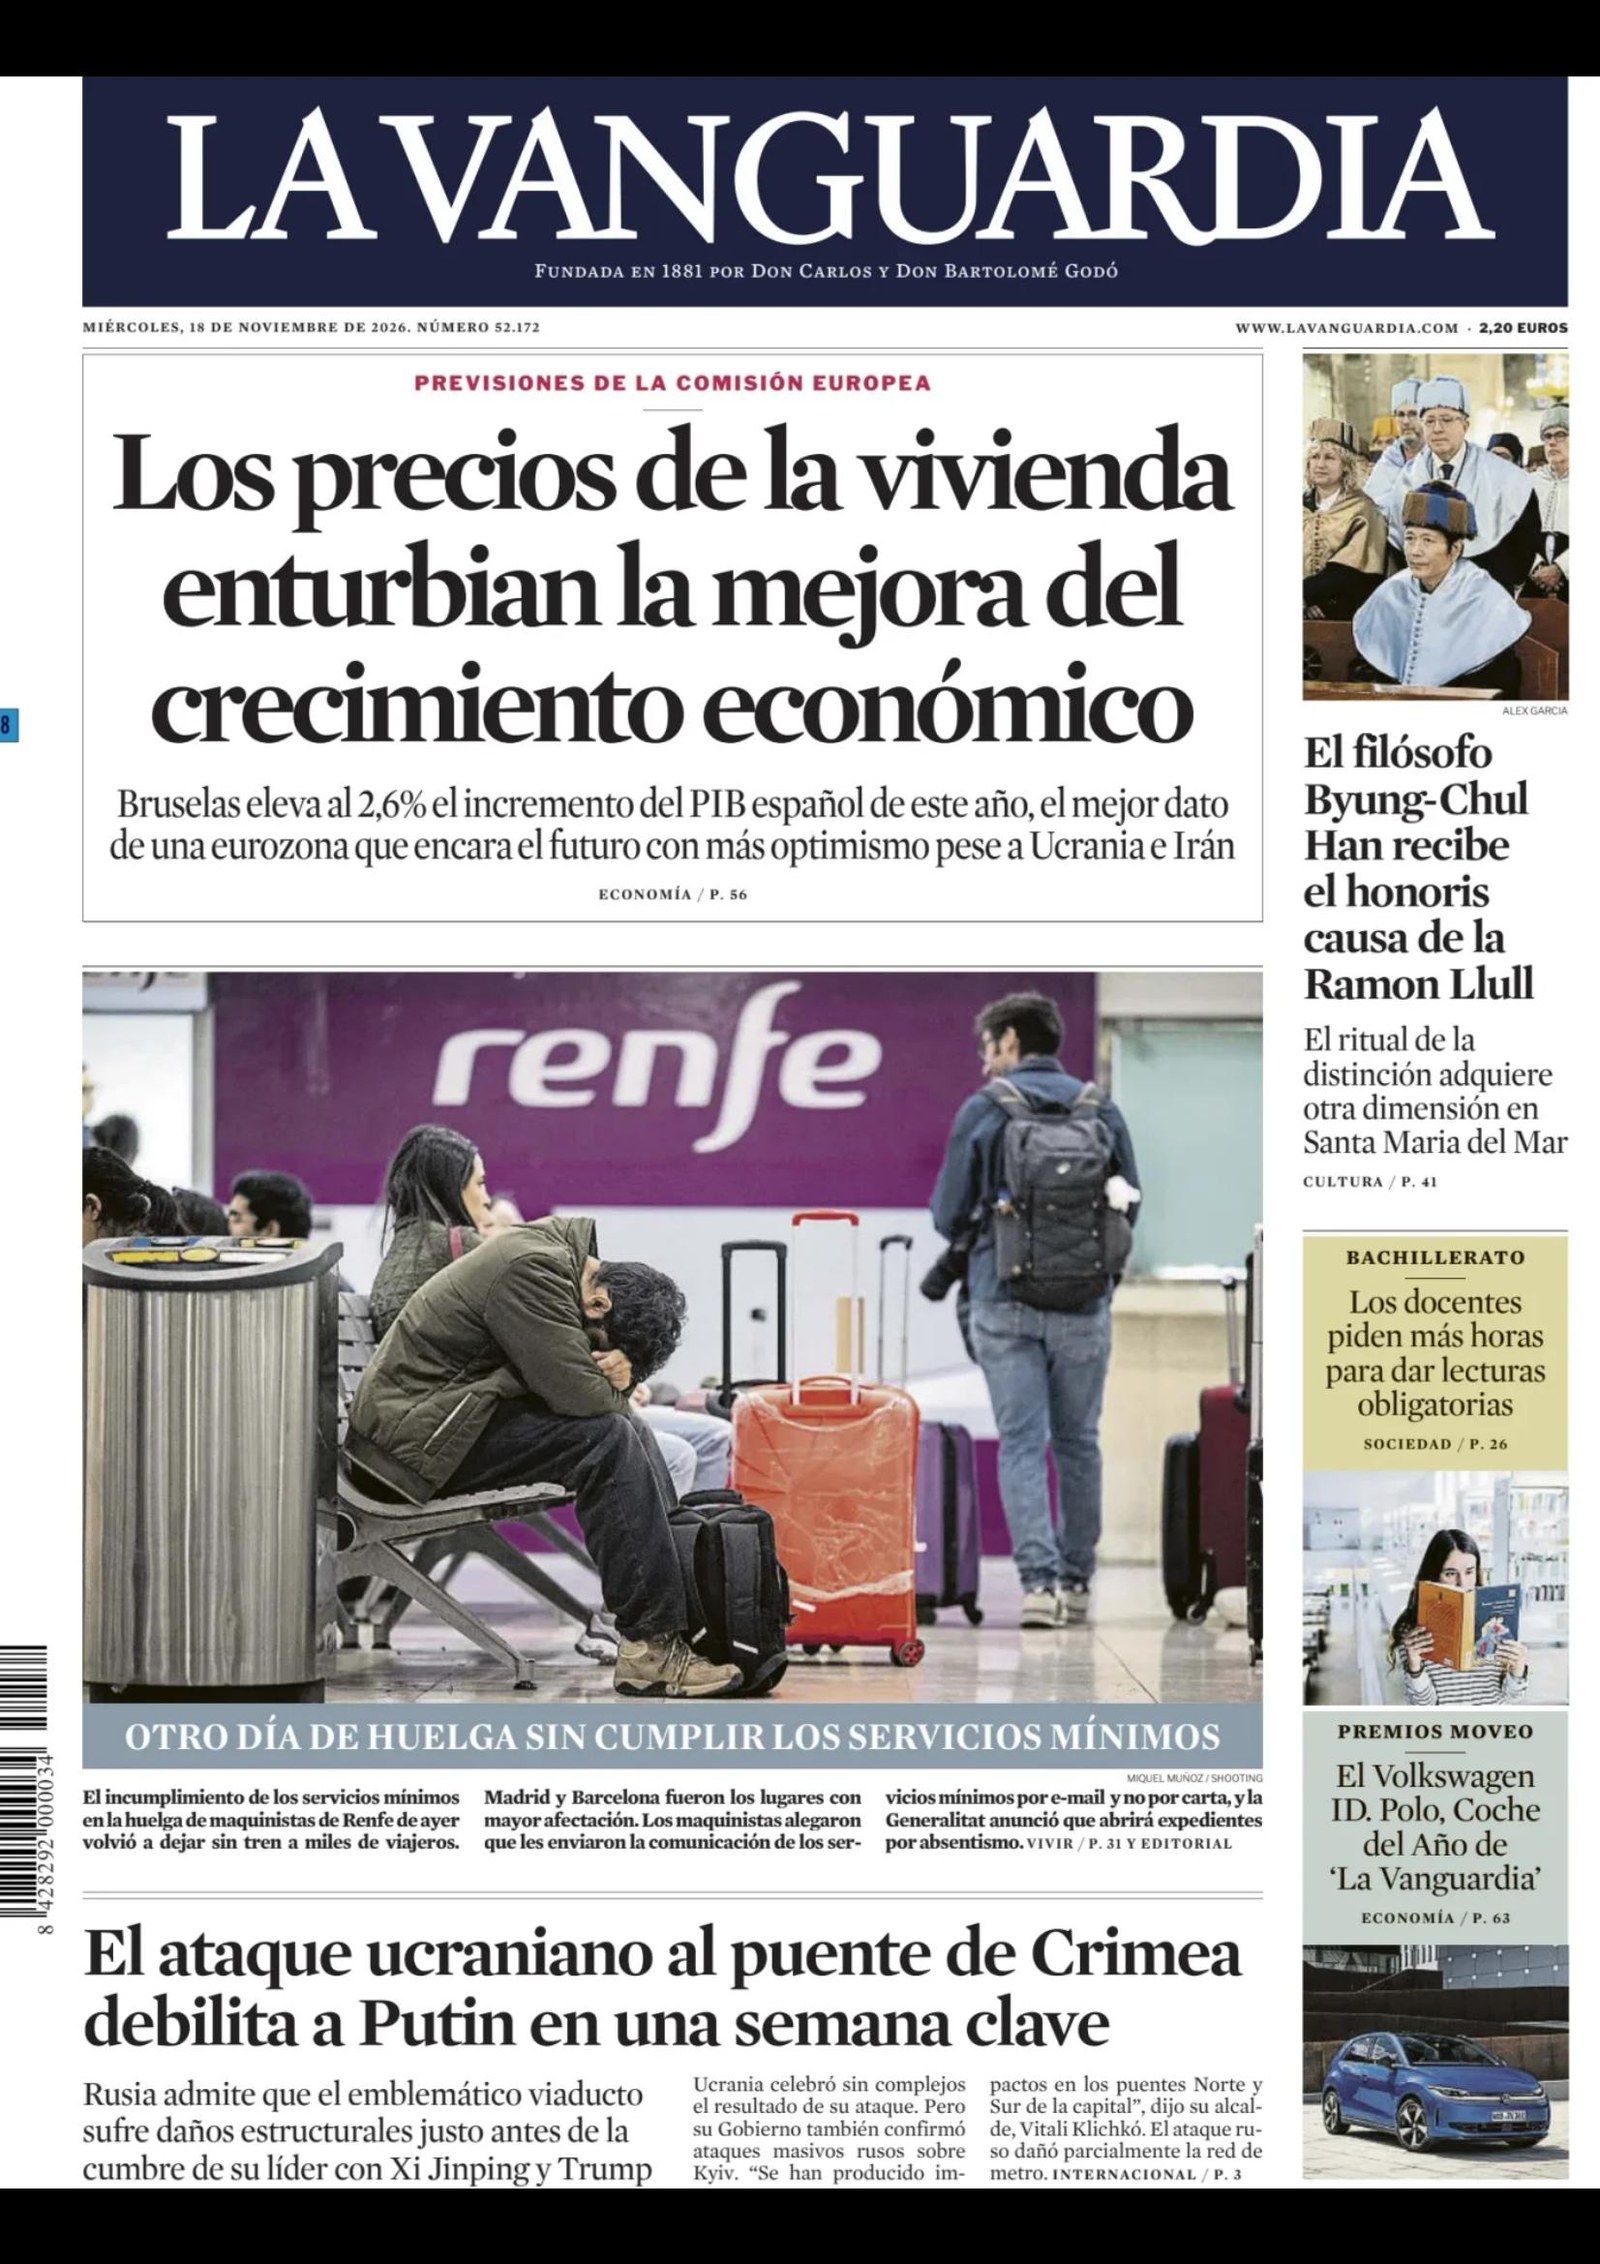 LA VANGUARDIA
FUNDADA EN 1881 POR DON CARLOS Y DON BARTOLOMÉ GODÓ
MIÉRCOLES, 18 DE NOVIEMBRE DE 2026. NÚMERO 52.172
WWW.LAVANGUARDIA.COM · 2,20 EUROS
PREVISIONES DE LA COMISIÓN EUROPEA
Los precios de la vivienda
enturbian la mejora del
crecimiento económico
Bruselas eleva al 2,6% el incremento del PIB español de este año, el mejor dato
de una eurozona que encara el futuro con más optimismo pese a Ucrania e Irán
ECONOMÍA / P. 56
8
renfe
OTRO DÍA DE HUELGA SIN CUMPLIR LOS SERVICIOS MÍNIMOS
MIQUEL MUÑOZ / SHOOTING
El incumplimiento de los servicios mínimos
en la huelga de maquinistas de Renfe de ayer
volvió a dejar sin tren a miles de viajeros.
Madrid y Barcelona fueron los lugares con
mayor afectación. Los maquinistas alegaron
que les enviaron la comunicación de los ser-
vicios mínimos por e-mail y no por carta, y la
Generalitat anunció que abrirá expedientes
por absentismo. VIVIR / P. 31 Y EDITORIAL
8 428292 000034
El ataque ucraniano al puente de Crimea
debilita a Putin en una semana clave
Rusia admite que el emblemático viaducto
sufre daños estructurales justo antes de la
cumbre de su líder con Xi Jinping y Trump
Ucrania celebró sin complejos
el resultado de su ataque. Pero
su Gobierno también confirmó
ataques masivos rusos sobre
Kyiv. “Se han producido im-
pactos en los puentes Norte y
Sur de la capital”, dijo su alcal-
de, Vitali Klichkó. El ataque ru-
so dañó parcialmente la red de
metro. INTERNACIONAL / P. 3
ALEX GARCIA
El filósofo
Byung-Chul
Han recibe
el honoris
causa de la
Ramon Llull
El ritual de la
distinción adquiere
otra dimensión en
Santa Maria del Mar
CULTURA / P. 41
BACHILLERATO
Los docentes
piden más horas
para dar lecturas
obligatorias
SOCIEDAD / P. 26
PREMIOS MOVEO
El Volkswagen
ID. Polo, Coche
del Año de
‘La Vanguardia’
ECONOMÍA / P. 63